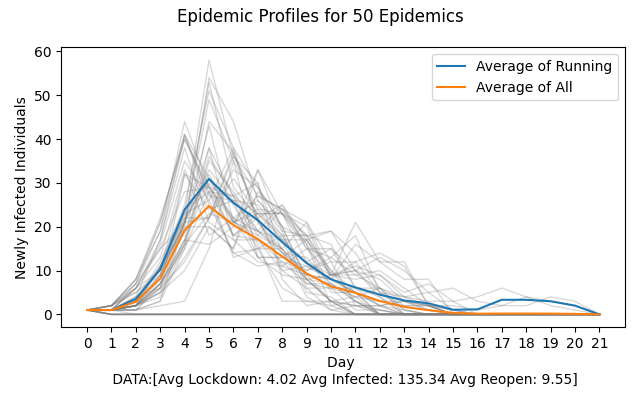 Epidemic Profiles for 50 Epidemics
Newly Infected Individuals
60
50
40
30
20
10
0
Average of Running
Average of All
0 1 2 3 4 5 6 7 8 9 10 11 12 13 14 15 16 17 18 19 20 21
Day
DATA:[Avg Lockdown: 4.02 Avg Infected: 135.34 Avg Reopen: 9.55]